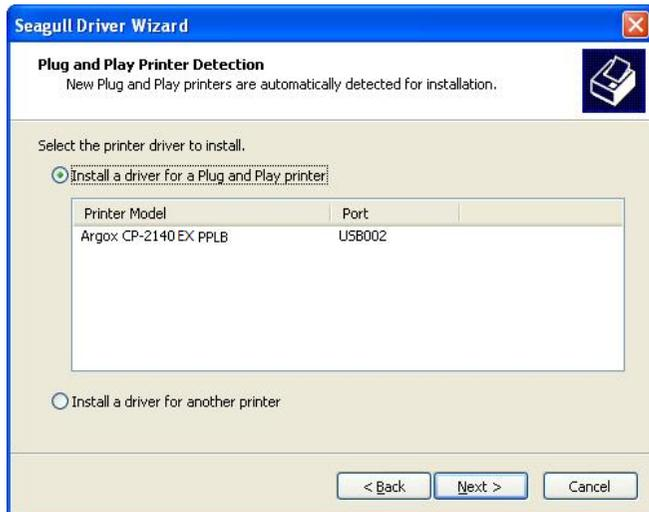 Seagull Driver Wizard
Plug and Play Printer Detection
New Plug and Play printers are automatically detected for installation.
Select the printer driver to install.
Install a driver for a Plug and Play printer
Printer Model Port
Argox CP-2140 EX PPLB USB002
Install a driver for another printer
< Back Next > Cancel